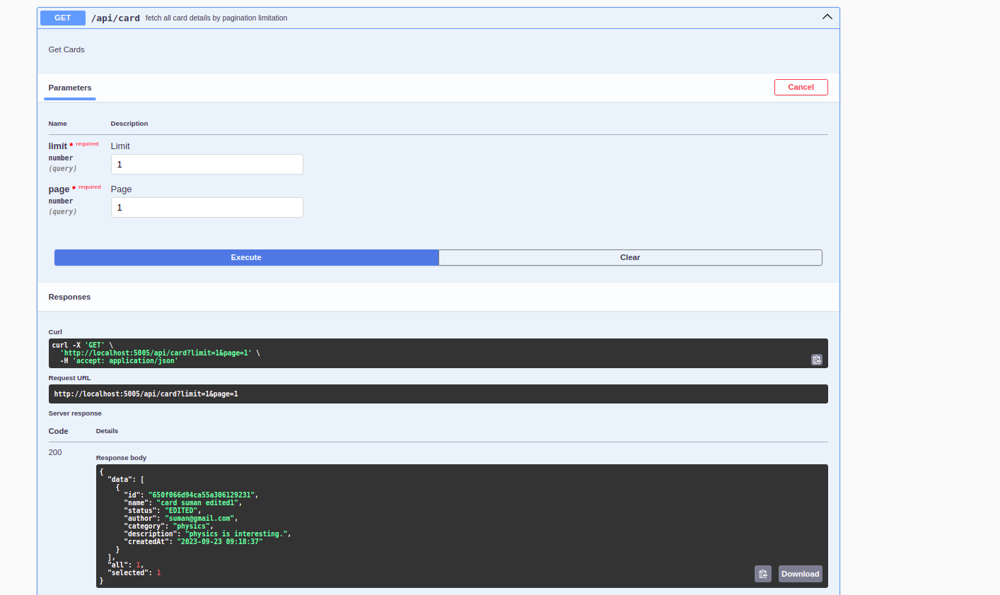 GET /api/card fetch all card details by pagination limitation
Get Cards
Parameters
Cancel
Name Description
limit * required Limit
number
(query)
1
page * required Page
number
(query)
1
Execute Clear
Responses
Curl
curl -X 'GET' \
'http://localhost:5005/api/card?limit=1&page=1' \
-H 'accept: application/json'
Request URL
http://localhost:5005/api/card?limit=1&page=1
Server response
Code Details
200
Response body
{
"data": [
{
"id": "650f066d94ca55a306129231",
"name": "card suman edited1",
"status": "EDITED",
"author": "suman@gmail.com",
"category": "physics",
"description": "physics is interesting.",
"createdAt": "2023-09-23 09:18:37"
}
],
"all": 1,
"selected": 1
}
Download